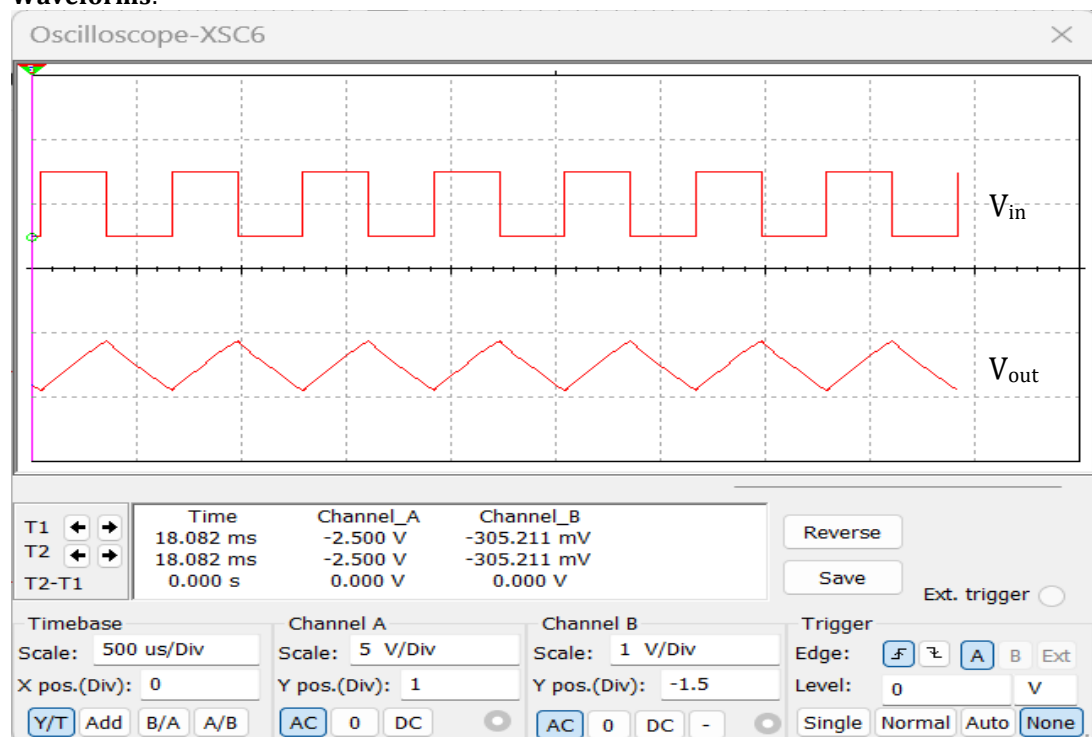 Waveforms:
Oscilloscope-XSC6
V_in
V_out
Time Channel_A Channel_B
T1 18.082 ms -2.500 V -305.211 mV
T2 18.082 ms -2.500 V -305.211 mV
T2-T1 0.000 s 0.000 V 0.000 V
Reverse
Save
Ext. trigger
Timebase Channel A Channel B Trigger
Scale: 500 us/Div Scale: 5 V/Div Scale: 1 V/Div Edge: A B Ext
X pos.(Div): 0 Y pos.(Div): 1 Y pos.(Div): -1.5 Level: 0 V
Y/T Add B/A A/B AC 0 DC AC 0 DC - Single Normal Auto None